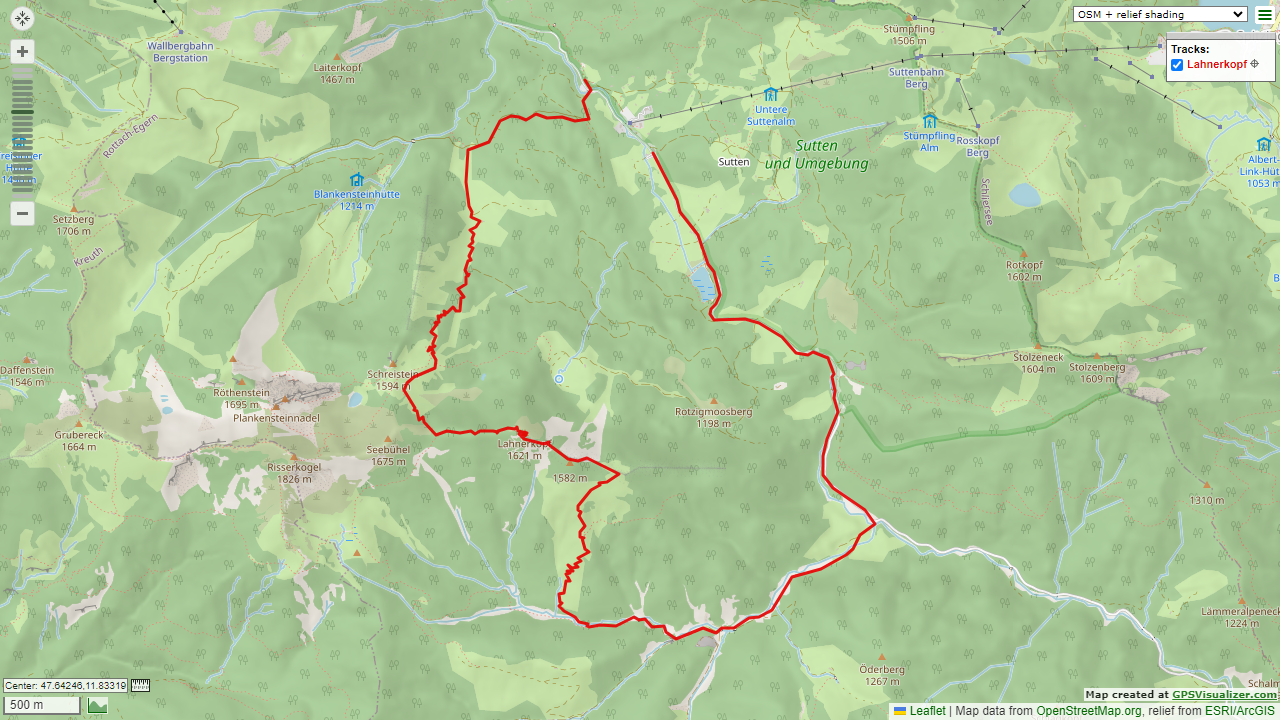 OSM + relief shading
Tracks:
Lahnerkopf
Stümpfling
1506 m
Wallbergbahn
Bergstation
Laiterkopf
1467 m
Suttenbahn
Berg
Untere
Suttenalm
Stümpfling
Alm
Rosskopf
Berg
Rottach-Egern
Sutten
und Umgebung
Sutten
Albert-
Link-Hüt
1053 m
Blankensteinhütte
1214 m
Schliersee
Setzberg
1706 m
Kreuth
Rotkopf
1602 m
Stolzeneck
1604 m
Stolzenberg
1609 m
Daffenstein
1546 m
Schreistein
1594 m
Röthenstein
1695 m
Plankensteinnadel
Rotzigmoosberg
1198 m
Grubereck
1664 m
Seebühel
1675 m
Lahnerkopf
1621 m
Risserkogel
1826 m
1582 m
1310 m
Lämmeralpeneck
1224 m
Öderberg
1267 m
Schalm
Center: 47.64246,11.83319
500 m
Map created at GPSVisualizer.com
Leaflet | Map data from OpenStreetMap.org, relief from ESRI/ArcGIS